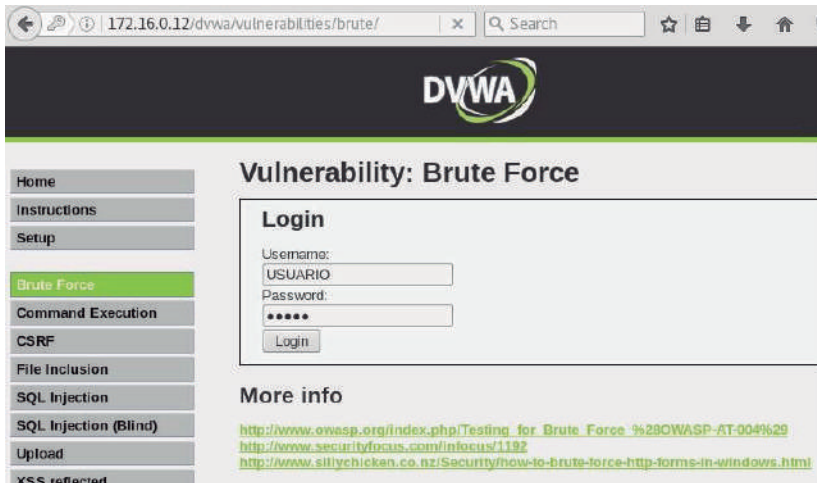 172.16.0.12/dvwa/vulnerabilities/brute/
Search
DVWA
Home
Instructions
Setup
Brute Force
Command Execution
CSRF
File Inclusion
SQL Injection
SQL Injection (Blind)
Upload
XSS reflected
Vulnerability: Brute Force
Login
Username:
USUARIO
Password:
•••••
Login
More info
http://www.owasp.org/index.php/Testing_for_Brute_Force_%28OWASP-AT-004%29
http://www.securityfocus.com/infocus/1192
http://www.sillychicken.co.nz/Security/how-to-brute-force-http-forms-in-windows.html